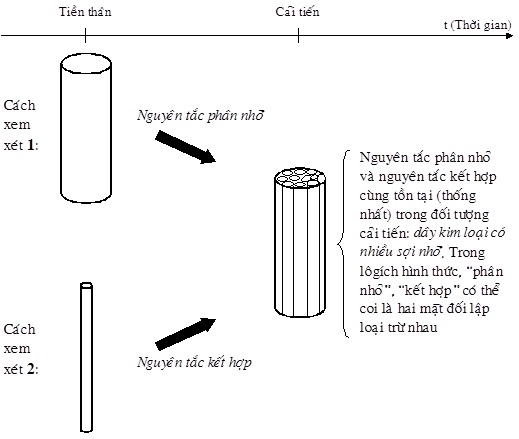 Tiền thân
Cải tiến
t (Thời gian)
Cách
xem
xét 1:
Nguyên tắc phân nhỏ
Nguyên tắc phân nhỏ
và nguyên tắc kết hợp
cùng tồn tại (thống
nhất) trong đối tượng
cải tiến: dây kim loại có
nhiều sợi nhỏ. Trong
lôgích hình thức, "phân
nhỏ", "kết hợp" có thể
coi là hai mặt đối lập
loại trừ nhau
Cách
xem
xét 2:
Nguyên tắc kết hợp